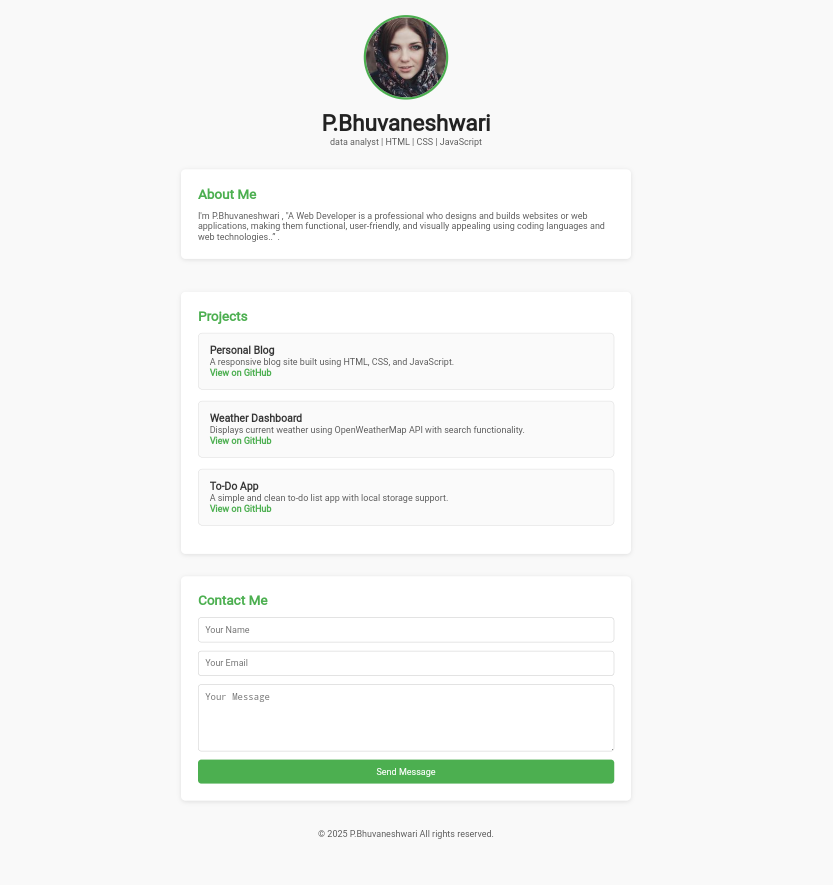 P.Bhuvaneshwari
data analyst | HTML | CSS | JavaScript
About Me
I'm P.Bhuvaneshwari , "A Web Developer is a professional who designs and builds websites or web
applications, making them functional, user-friendly, and visually appealing using coding languages and
web technologies.." .
Projects
Personal Blog
A responsive blog site built using HTML, CSS, and JavaScript.
View on GitHub
Weather Dashboard
Displays current weather using OpenWeatherMap API with search functionality.
View on GitHub
To-Do App
A simple and clean to-do list app with local storage support.
View on GitHub
Contact Me
Your Name
Your Email
Your Message
Send Message
© 2025 P.Bhuvaneshwari All rights reserved.